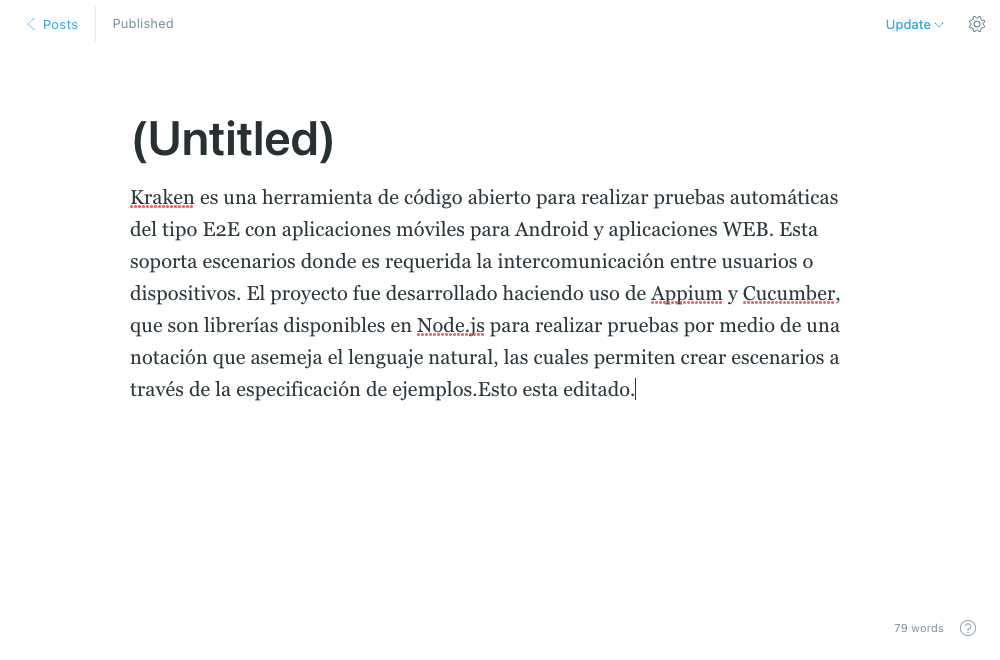 Posts
Published
Update
(Untitled)
Kraken es una herramienta de código abierto para realizar pruebas automáticas
del tipo E2E con aplicaciones móviles para Android y aplicaciones WEB. Esta
soporta escenarios donde es requerida la intercomunicación entre usuarios o
dispositivos. El proyecto fue desarrollado haciendo uso de Appium y Cucumber,
que son librerías disponibles en Node.js para realizar pruebas por medio de una
notación que asemeja el lenguaje natural, las cuales permiten crear escenarios a
través de la especificación de ejemplos.Esto esta editado.
79 words
?